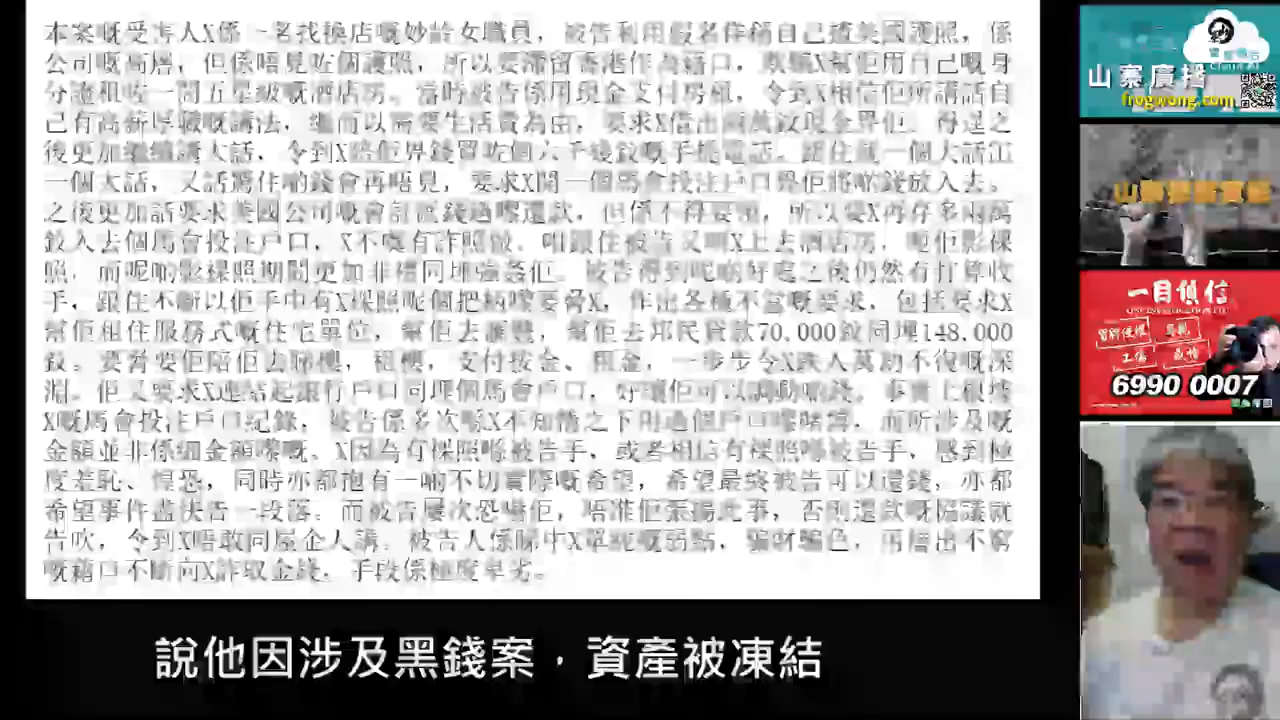 本案嘅受害人X係一名找換店嘅妙齡女職員，被告利用假名佯稱自己遺美國護照，係
公司嘅高層，但係唔見咗個護照，所以要滯留香港作為藉口，欺騙X幫佢用自己嘅身
分證租咗一間五星級嘅酒店房。當時被告係用現金支付房租，令到X相信佢所講話自
己有高薪厚職嘅講法，繼而以需要生活費為由，要求X借出兩萬蚊現金畀佢。得逞之
後更加繼續講大話，令到X陪佢畀錢買咗個六千幾蚊嘅手提電話。跟住就一個大話冚
一個大話，又話驚住啲錢會再唔見，要求X開一個馬會投注戶口畀佢將啲錢放入去。
之後更加話要求美國公司嘅會計就錢過嚟還款，但係不得要領，所以要X再存多兩萬
蚊入去個馬會投注戶口，X不虞有詐照做。咁跟住被告又呃X上去酒店房，呃佢影裸
照，而呢啲影裸照期間更加非禮同埋強姦佢。被告得到呢啲好處之後仍然冇打算收
手，跟住不斷以佢手中有X裸照呢個把柄嚟要脅X，作出各種不當嘅要求，包括要求X
幫佢租住服務式嘅住宅單位，幫佢去雇醫，幫佢去邦民貸款70,000蚊同埋148,000
蚊。要脅要佢陪佢去睇樓，租樓，支付按金、租金，一步步令X跌入萬劫不復嘅深
淵。佢又要求X連結起銀行戶口同埋個馬會戶口，好讓佢可以調動啲錢。事實上根據
X嘅馬會投注戶口紀錄，被告係多次喺X不知情之下用過個戶口嚟賭博，而所涉及嘅
金額並非係細金額嚟嘅。X因為有裸照喺被告手，或者相信有裸照喺被告手，感到極
度羞恥、惶恐，同時亦都抱有一啲不切實際嘅希望，希望最終被告可以還錢，亦都
希望事件盡快告一段落。而被告屢次恐嚇佢，唔准佢張揚此事，否則還款嘅協議就
告吹，令到X唔敢同屋企人講。被告人係睇中X單純嘅弱點，騙財騙色，再層出不窮
嘅藉口不斷向X詐取金錢，手段係極度卑劣。
說他因涉及黑錢案，資產被凍結
山寨廣播
frogwong.com
一目偵信
6990 0007